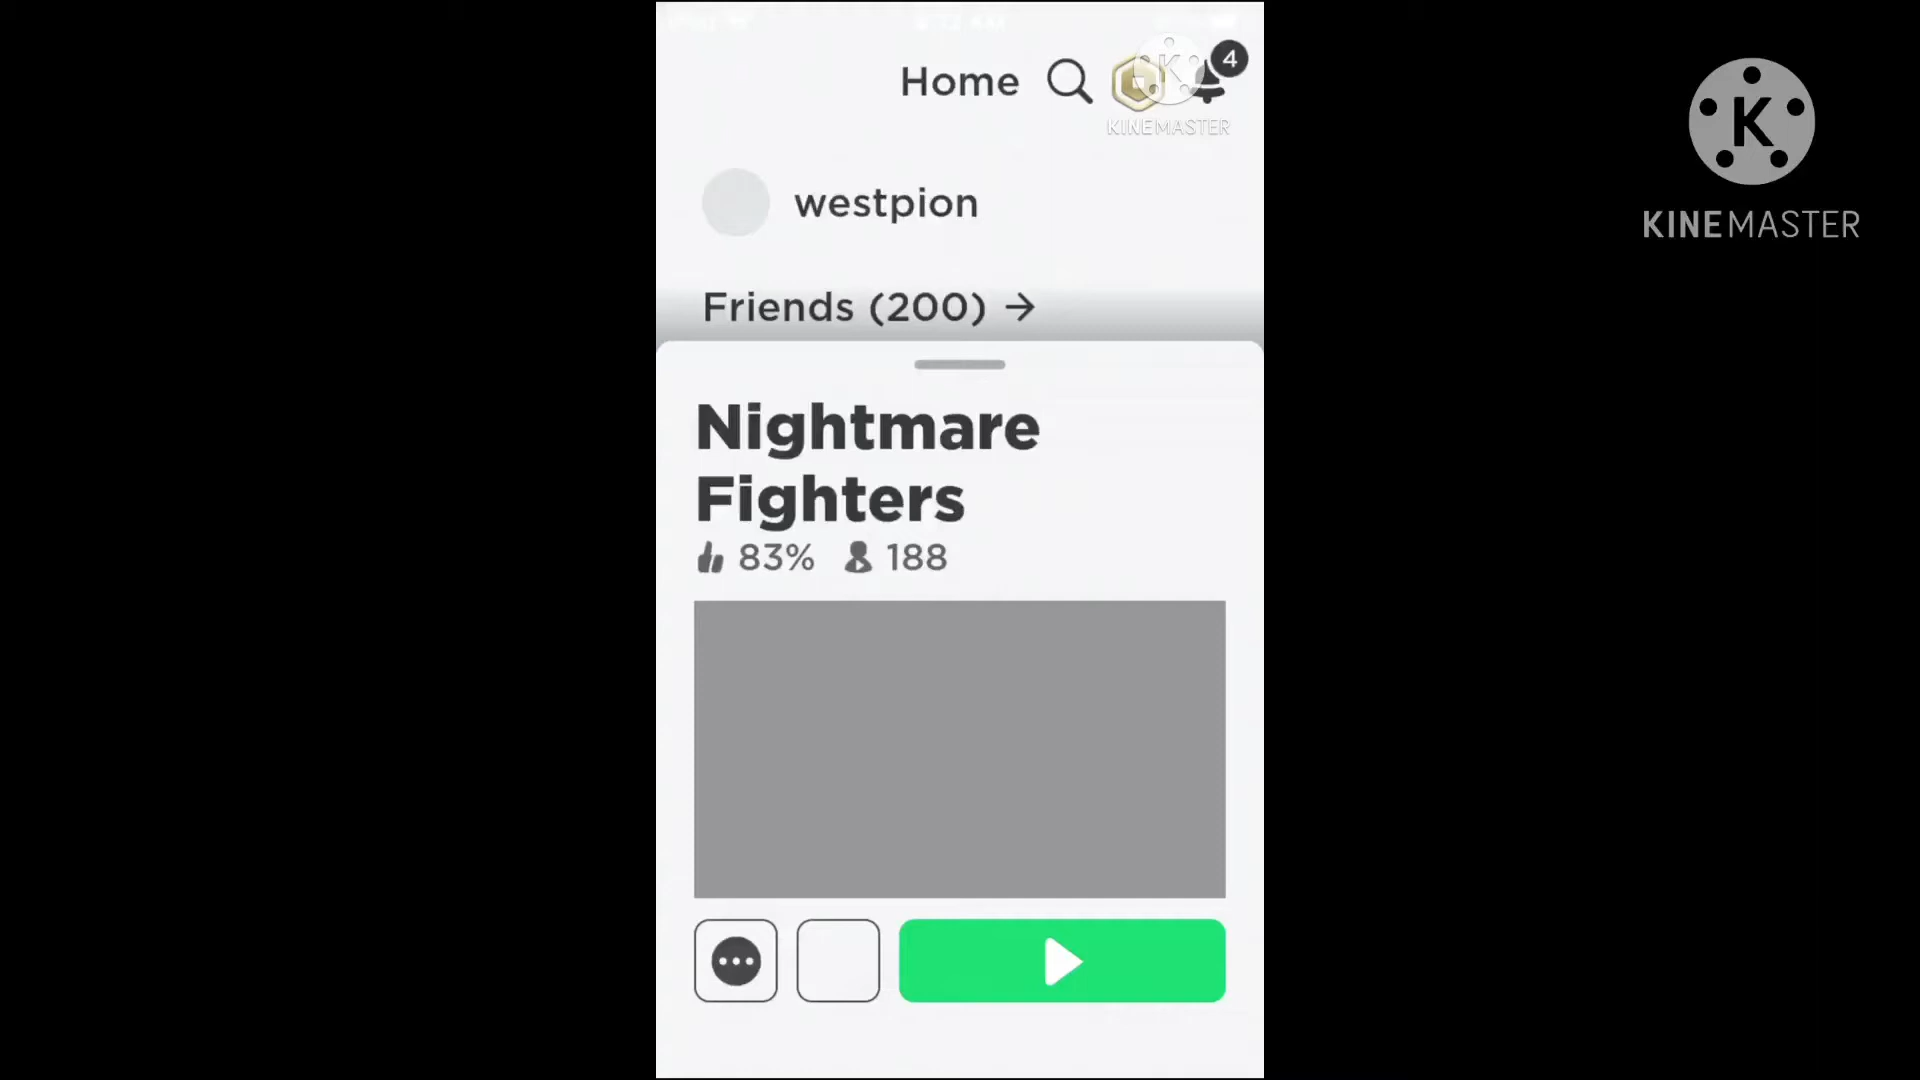 Home
4
KINEMASTER
K
KINEMASTER
westpion
Friends (200) →
Nightmare
Fighters
83% 188